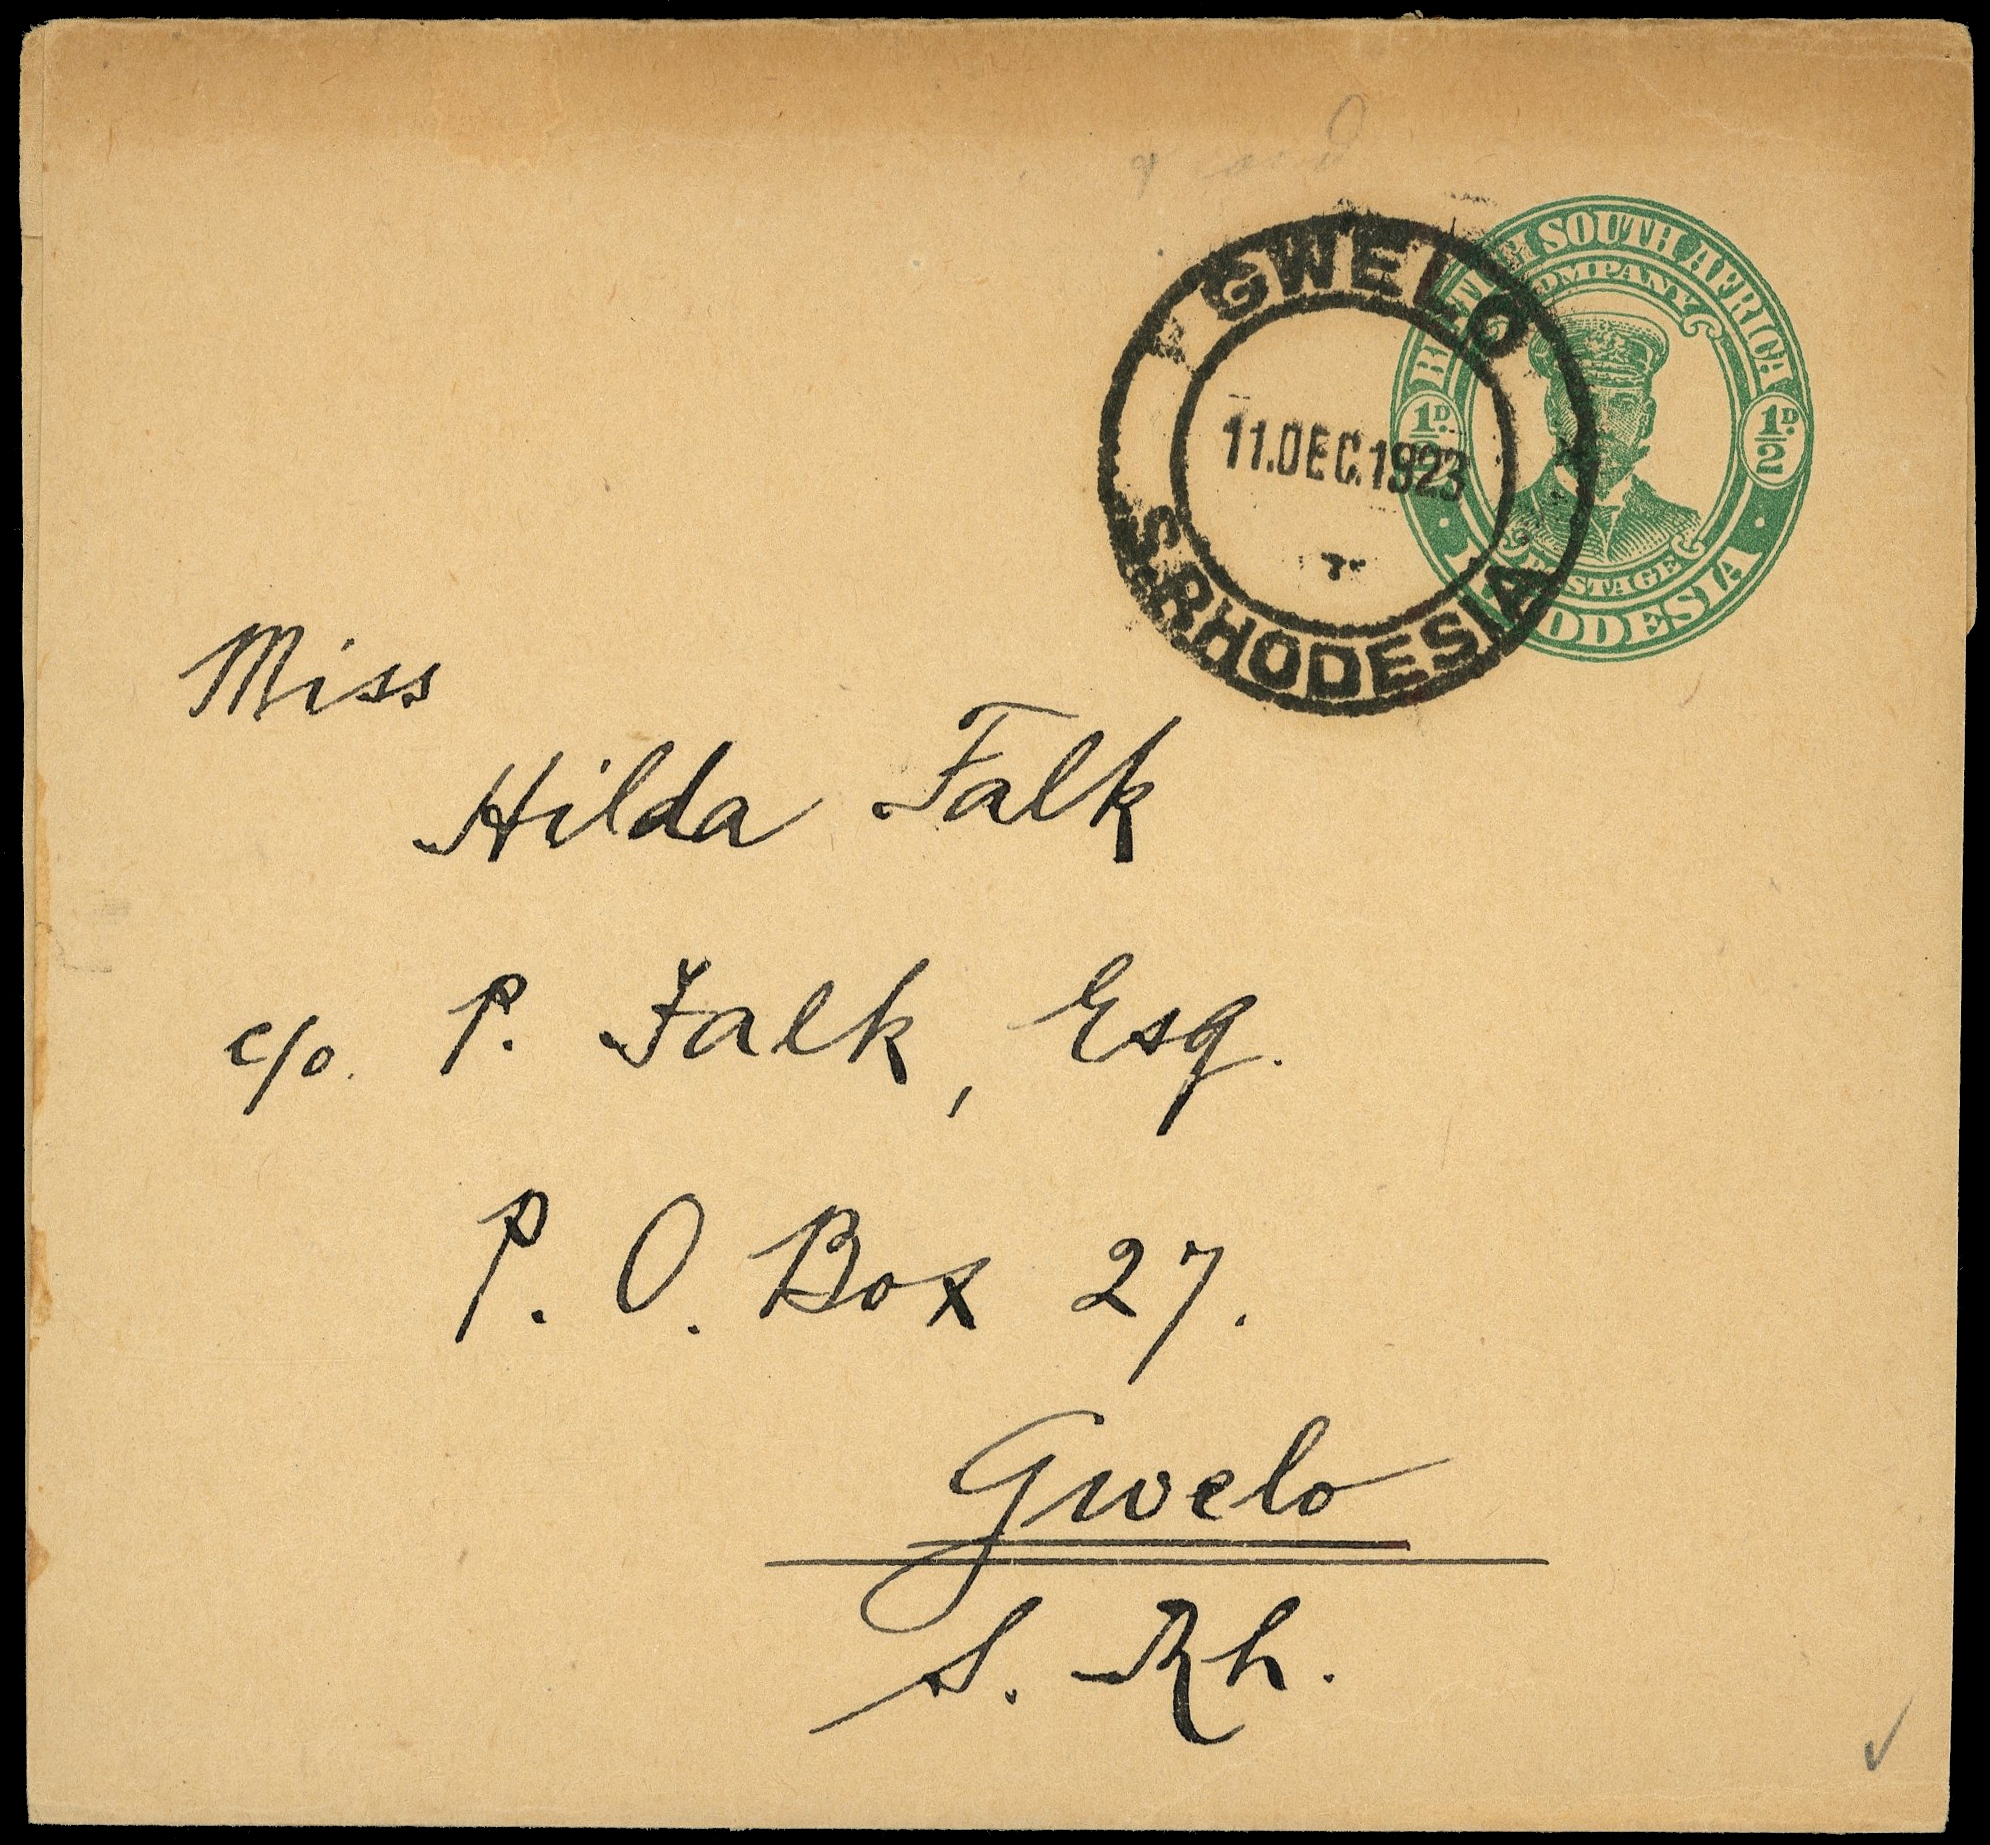 BRITISH SOUTH AFRICA
COMPANY
½D.
½D.
POSTAGE
RHODESIA
GWELO
11.DEC.1923
S.RHODESIA
Miss
Hilda Falk
c/o. P. Falk, Esq.
P. O. Box 27.
Gwelo
S. Rh.